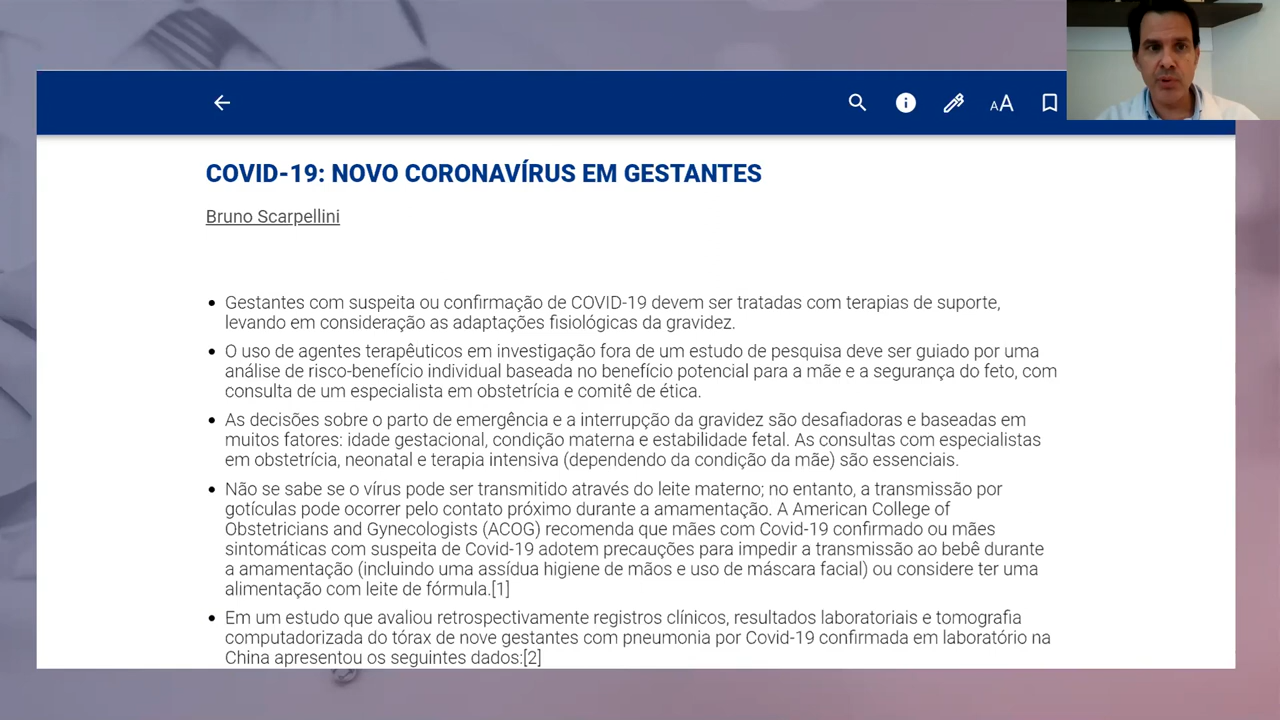 AA
COVID-19: NOVO CORONAVÍRUS EM GESTANTES
Bruno Scarpellini
• Gestantes com suspeita ou confirmação de COVID-19 devem ser tratadas com terapias de suporte,
levando em consideração as adaptações fisiológicas da gravidez.
• O uso de agentes terapêuticos em investigação fora de um estudo de pesquisa deve ser guiado por uma
análise de risco-benefício individual baseada no benefício potencial para a mãe e a segurança do feto, com
consulta de um especialista em obstetrícia e comitê de ética.
• As decisões sobre o parto de emergência e a interrupção da gravidez são desafiadoras e baseadas em
muitos fatores: idade gestacional, condição materna e estabilidade fetal. As consultas com especialistas
em obstetrícia, neonatal e terapia intensiva (dependendo da condição da mãe) são essenciais.
• Não se sabe se o vírus pode ser transmitido através do leite materno; no entanto, a transmissão por
gotículas pode ocorrer pelo contato próximo durante a amamentação. A American College of
Obstetricians and Gynecologists (ACOG) recomenda que mães com Covid-19 confirmado ou mães
sintomáticas com suspeita de Covid-19 adotem precauções para impedir a transmissão ao bebê durante
a amamentação (incluindo uma assídua higiene de mãos e uso de máscara facial) ou considere ter uma
alimentação com leite de fórmula.[1]
• Em um estudo que avaliou retrospectivamente registros clínicos, resultados laboratoriais e tomografia
computadorizada do tórax de nove gestantes com pneumonia por Covid-19 confirmada em laboratório na
China apresentou os seguintes dados:[2]